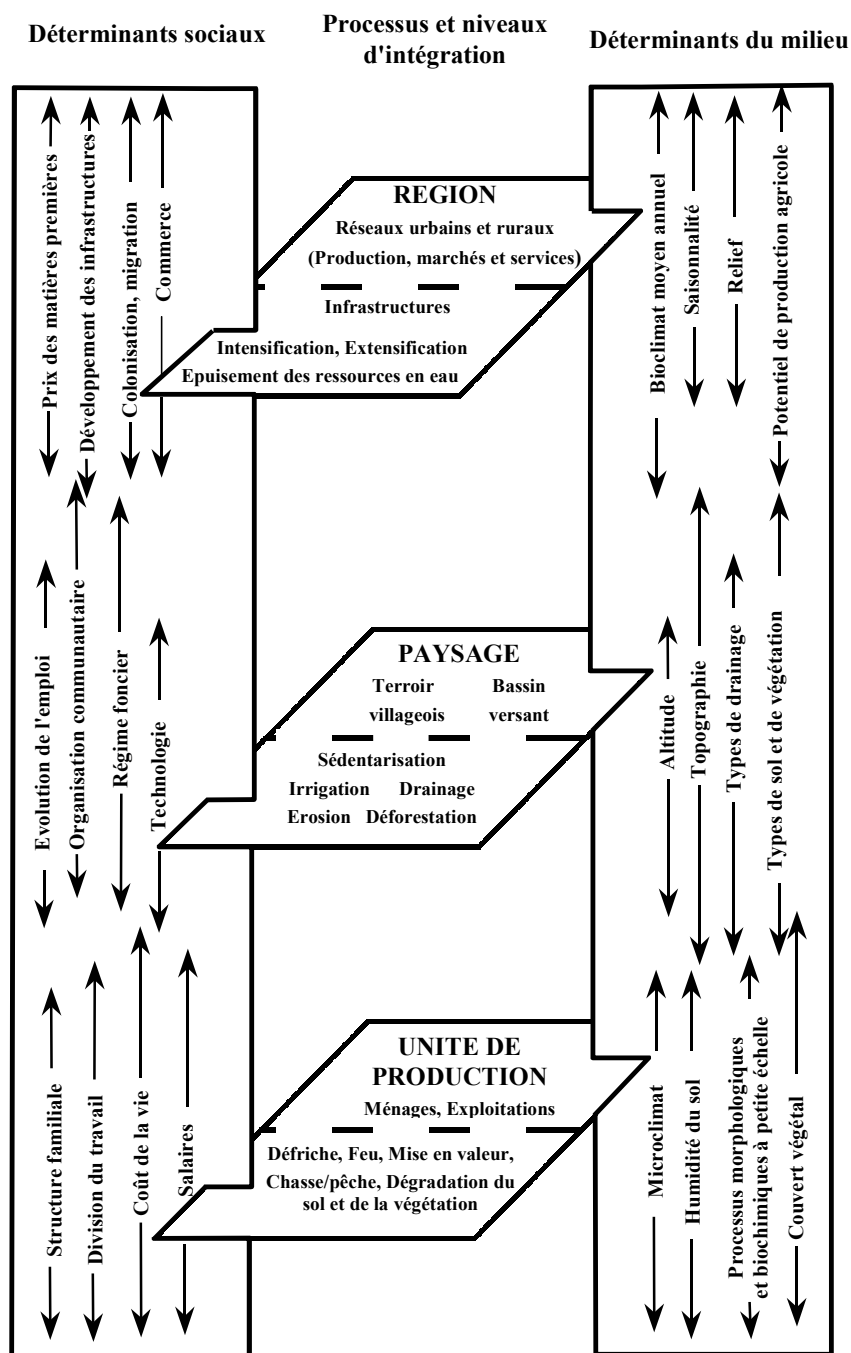 Déterminants sociaux
Processus et niveaux
d'intégration
Déterminants du milieu
Prix des matières premières
Développement des infrastructures
Colonisation, migration
Commerce
REGION
Réseaux urbains et ruraux
(Production, marchés et services)
Infrastructures
Intensification, Extensification
Epuisement des ressources en eau
Bioclimat moyen annuel
Saisonnalité
Relief
Potentiel de production agricole
Evolution de l'emploi
Organisation communautaire
Régime foncier
Technologie
PAYSAGE
Terroir
villageois
Bassin
versant
Sédentarisation
Irrigation Drainage
Erosion Déforestation
Altitude
Topographie
Types de drainage
Types de sol et de végétation
Structure familiale
Division du travail
Coût de la vie
Salaires
UNITE DE
PRODUCTION
Ménages, Exploitations
Défriche, Feu, Mise en valeur,
Chasse/pêche, Dégradation du
sol et de la végétation
Microclimat
Humidité du sol
Processus morphologiques
et biochimiques à petite échelle
Couvert végétal